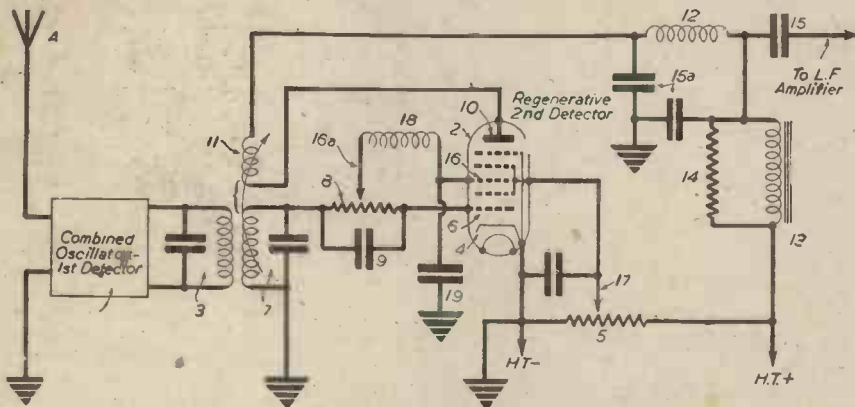 A
12
15
To L.F.
Amplifier
15a
10
Regenerative
2nd Detector
2
18
11
16a
16
8
14
6
4
13
Combined
Oscillator-
1st Detector
9
17
3
7
19
5
HT-
H.T.+